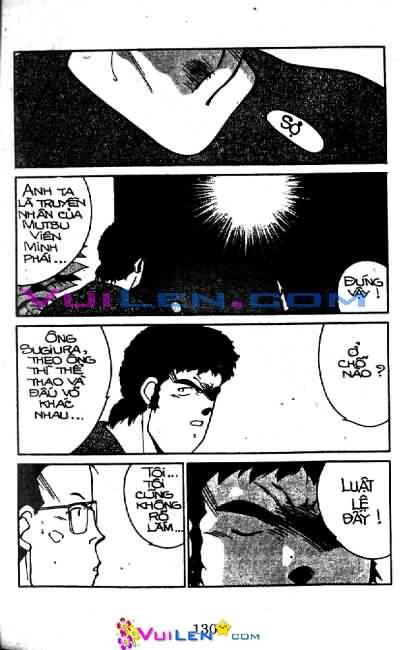 SỢ
ANH TA
LÀ TRUYỀN
NHÂN CỦA
MUTSU
VIÊN
MINH
PHÁI...
ĐÚNG
VẬY!
VUILEN.COM
ÔNG
SUGIURA,
THEO ÔNG
THÌ THỂ
THAO VÀ
ĐẤU VÕ
KHÁC
NHAU...
Ở
CHỖ
NÀO?
TÔI...
TÔI
CŨNG
KHÔNG
RÕ
LẮM...
LUẬT
LỆ
ĐẤY!
130
VUILEN.COM